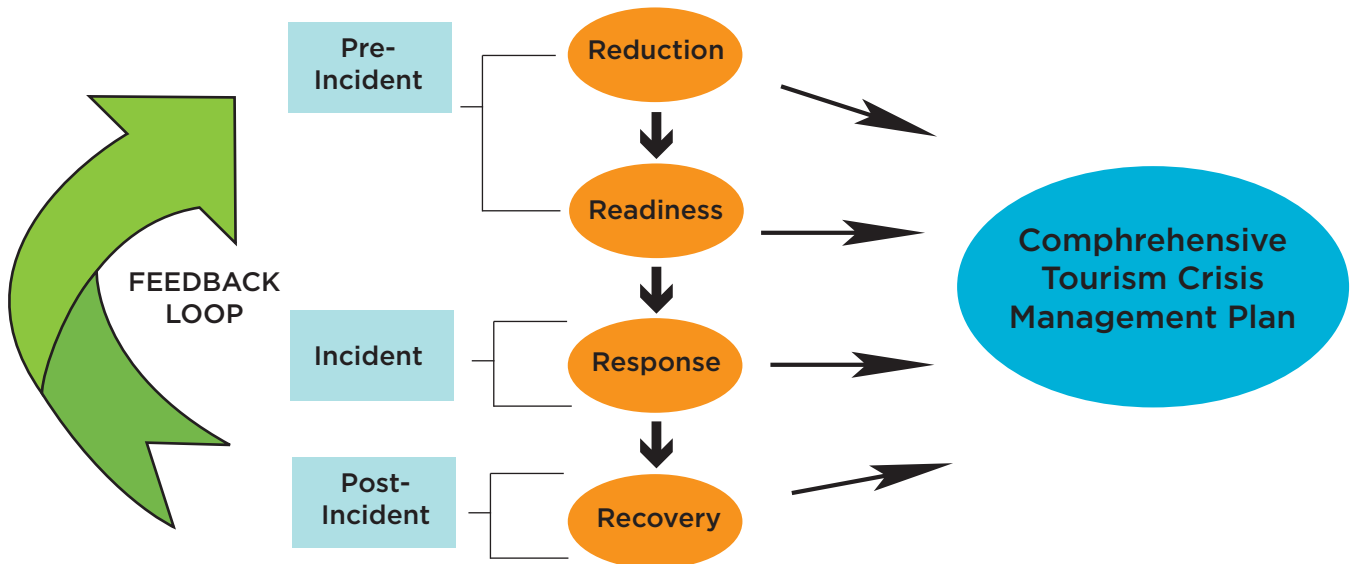 Pre-
Incident
Reduction
Readiness
FEEDBACK
LOOP
Incident
Response
Post-
Incident
Recovery
Comphrehensive
Tourism Crisis
Management Plan